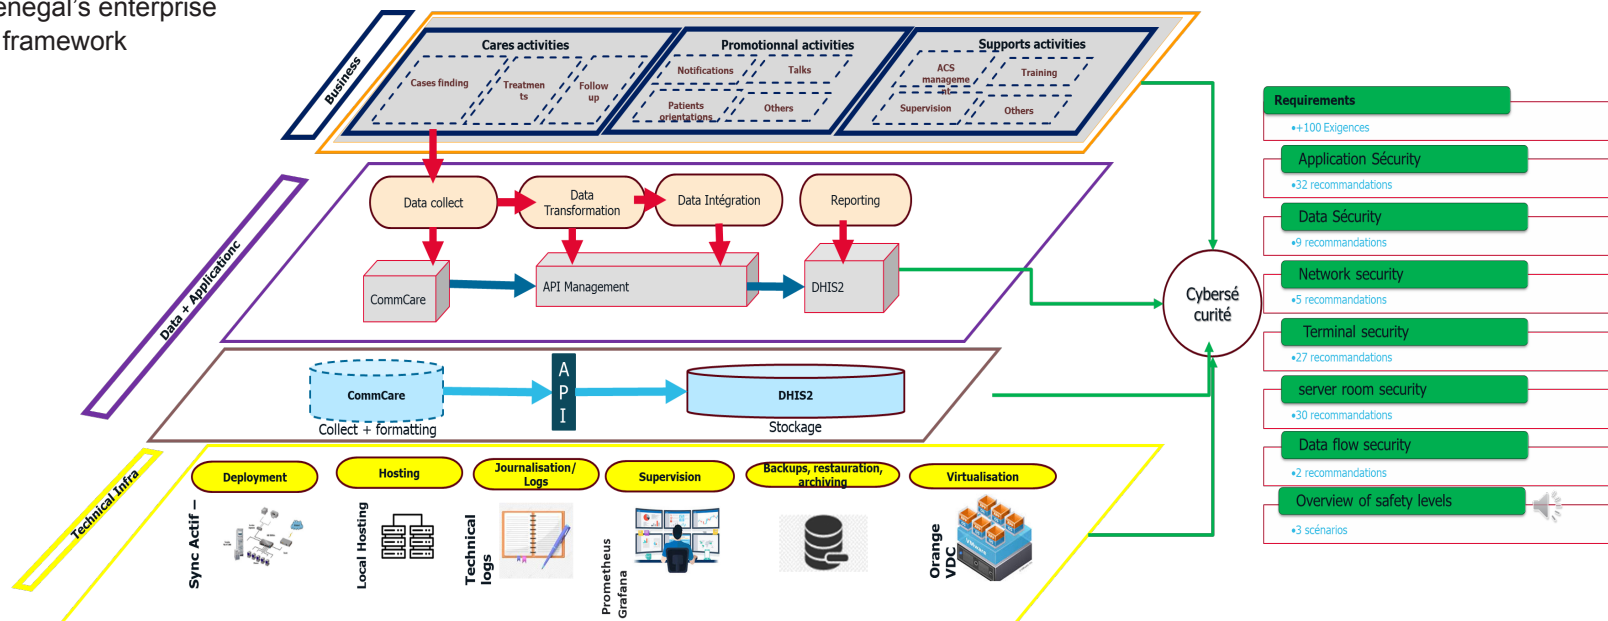 enegal's enterprise
framework
Business
Cares activities
Cases finding
Treatmen
ts
Follow
up
Promotionnal activities
Notifications
Talks
Patients
orientations
Others
Supports activities
ACS
manageme
nt
Training
Supervision
Others
Data + Applicationc
Data collect
Data
Transformation
Data Intégration
Reporting
CommCare
API Management
DHIS2
CommCare
Collect + formatting
API
DHIS2
Stockage
Technical Infra
Deployment
Sync Actif –
Hosting
Local Hosting
Journalisation/
Logs
Technical
logs
Supervision
Prometheus
Grafana
Backups, restauration,
archiving
Virtualisation
Orange
VDC
VMware
Cybersé
curité
Requirements
•+100 Exigences
Application Sécurity
•32 recommandations
Data Sécurity
•9 recommandations
Network security
•5 recommandations
Terminal security
•27 recommandations
server room security
•30 recommandations
Data flow security
•2 recommandations
Overview of safety levels
•3 scénarios